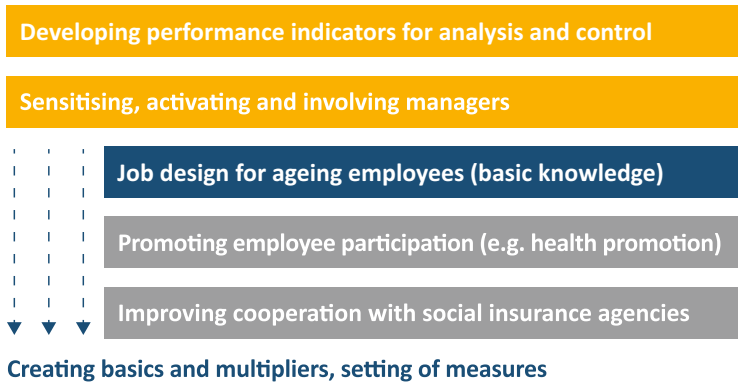 Developing performance indicators for analysis and control
Sensitising, activating and involving managers
Job design for ageing employees (basic knowledge)
Promoting employee participation (e.g. health promotion)
Improving cooperation with social insurance agencies
Creating basics and multipliers, setting of measures